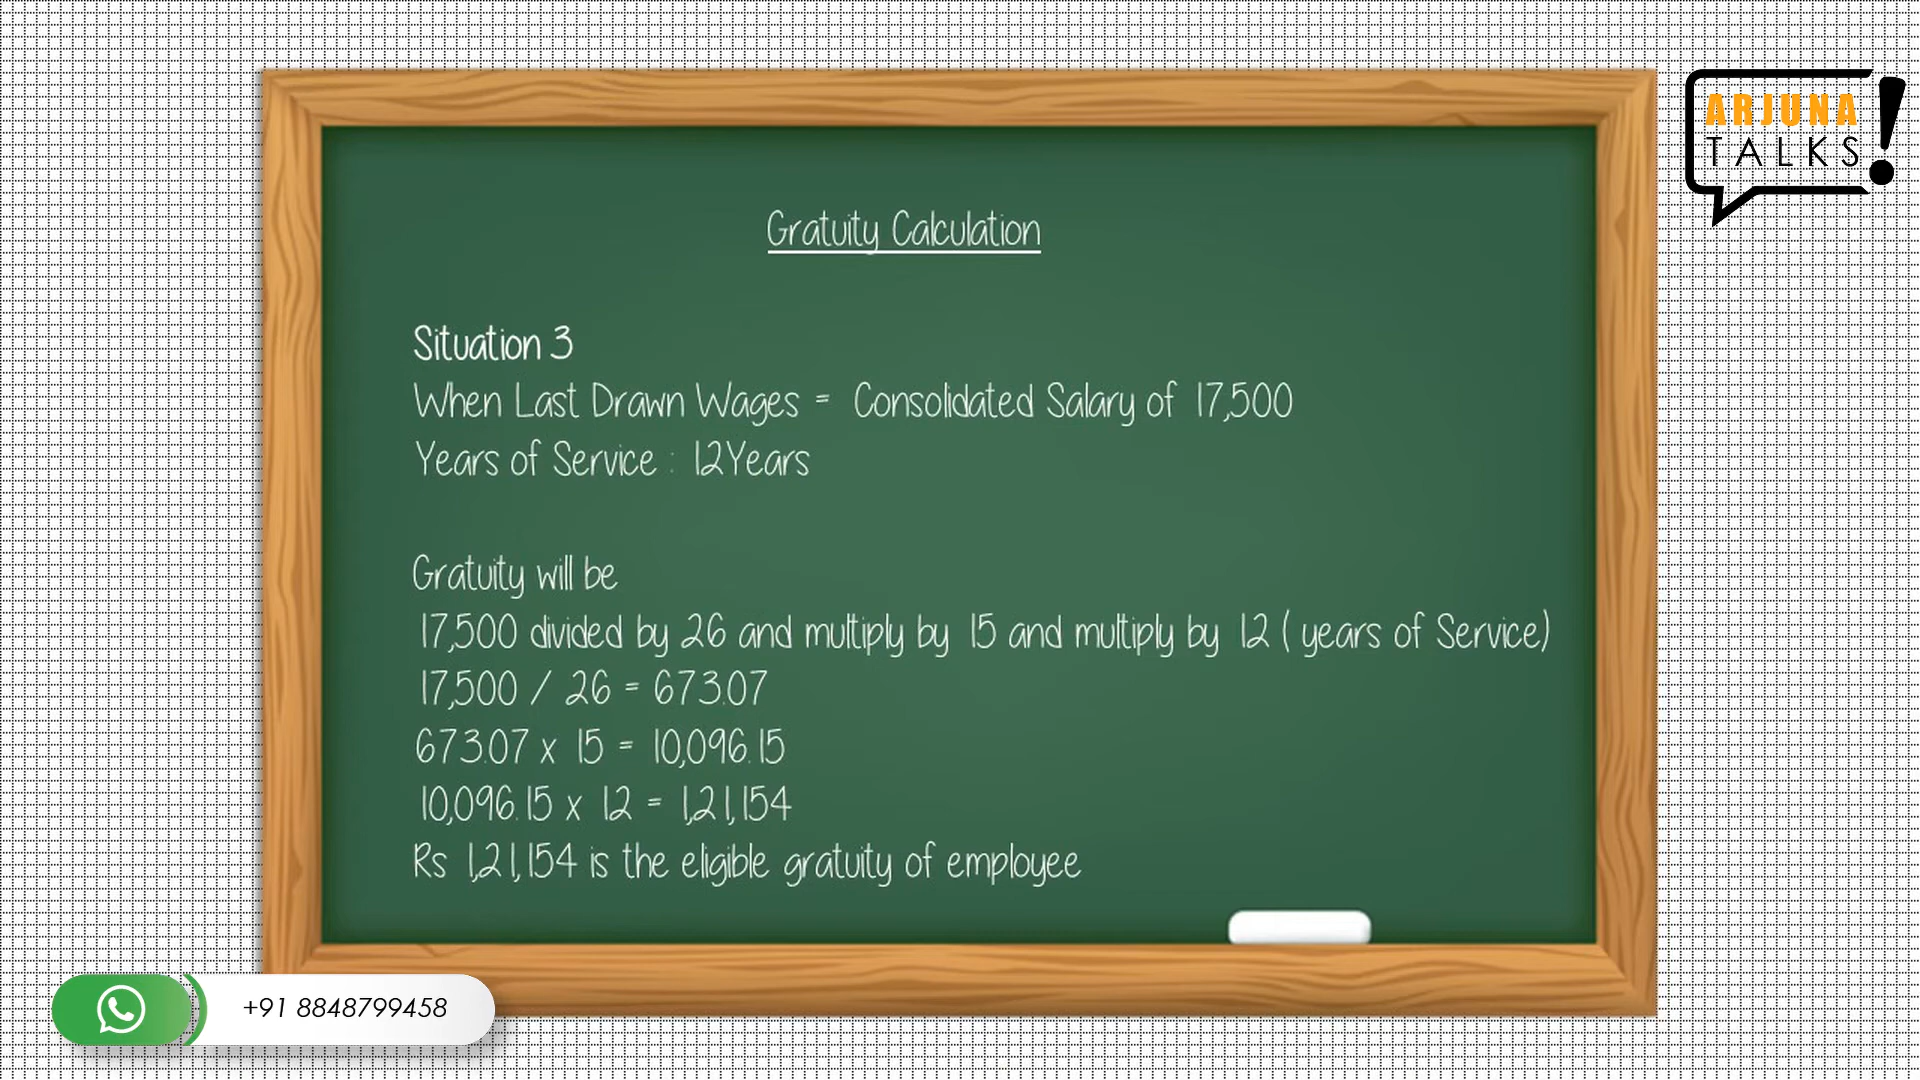 ARJUNA
TALKS
Gratuity Calculation
Situation 3
When Last Drawn Wages = Consolidated Salary of 17,500
Years of Service : 12Years
Gratuity will be
17,500 divided by 26 and multiply by 15 and multiply by 12 ( years of Service)
17,500 / 26 = 673.07
673.07 x 15 = 10,096.15
10,096.15 x 12 = 1,21,154
Rs 1,21,154 is the eligible gratuity of employee
+91 8848799458